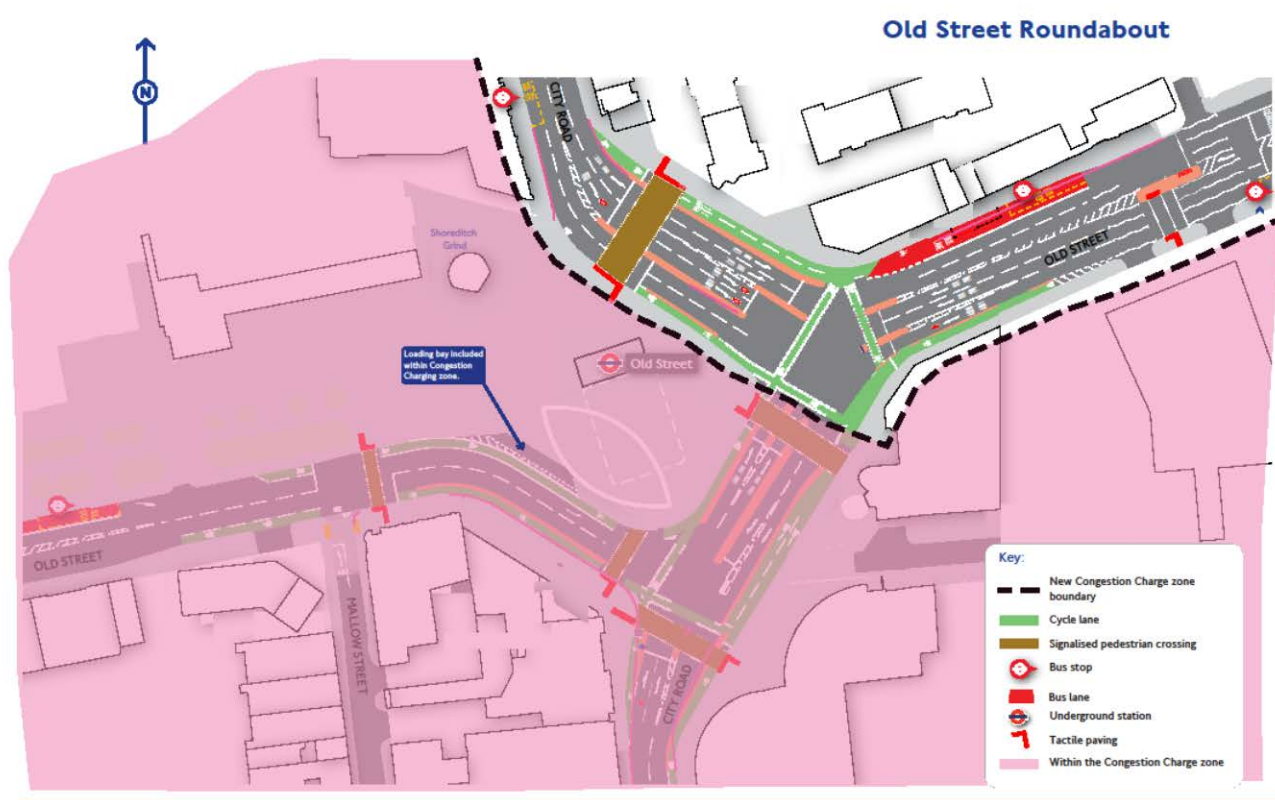 Old Street Roundabout
N
CITY ROAD
Shoreditch
Grind
OLD STREET
Loading bay included
within Congestion
Charging zone.
Old Street
OLD STREET
MALLOW STREET
CITY ROAD
Key:
New Congestion Charge zone
boundary
Cycle lane
Signalised pedestrian crossing
Bus stop
Bus lane
Underground station
Tactile paving
Within the Congestion Charge zone